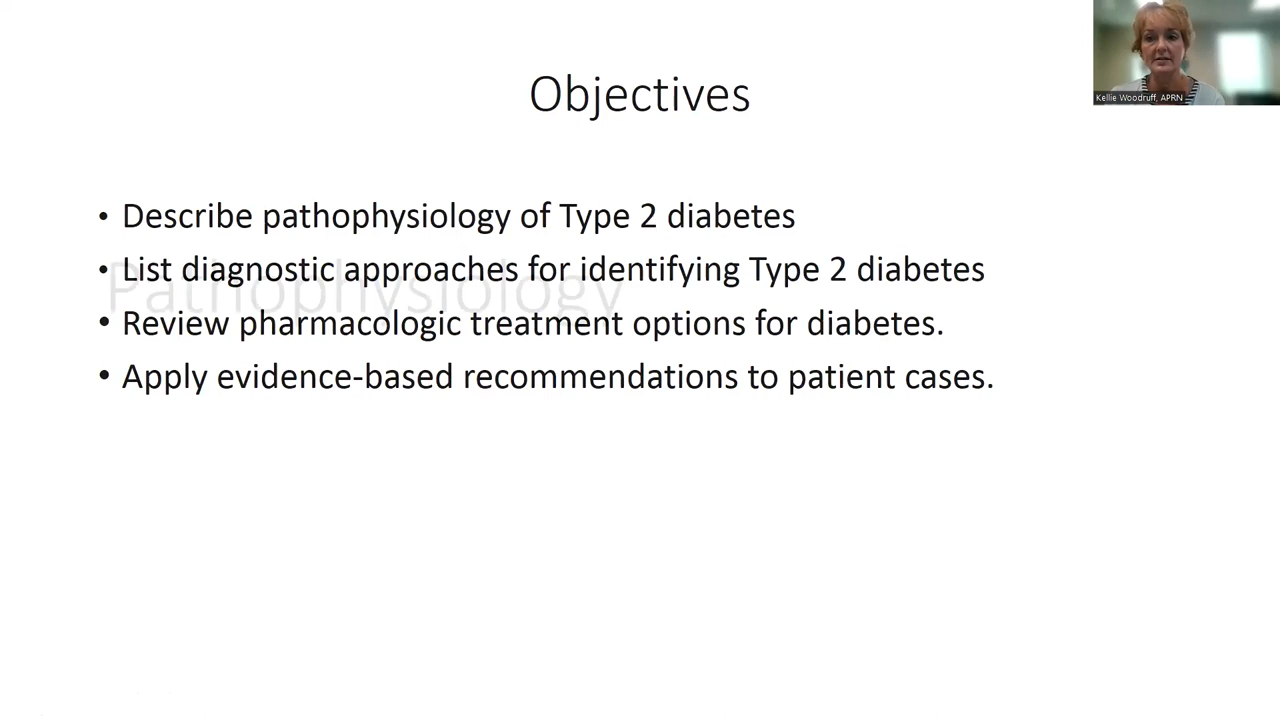 Objectives
Kellie Woodruff, APRN
• Describe pathophysiology of Type 2 diabetes
• List diagnostic approaches for identifying Type 2 diabetes
Pathophysiology
• Review pharmacologic treatment options for diabetes.
• Apply evidence-based recommendations to patient cases.